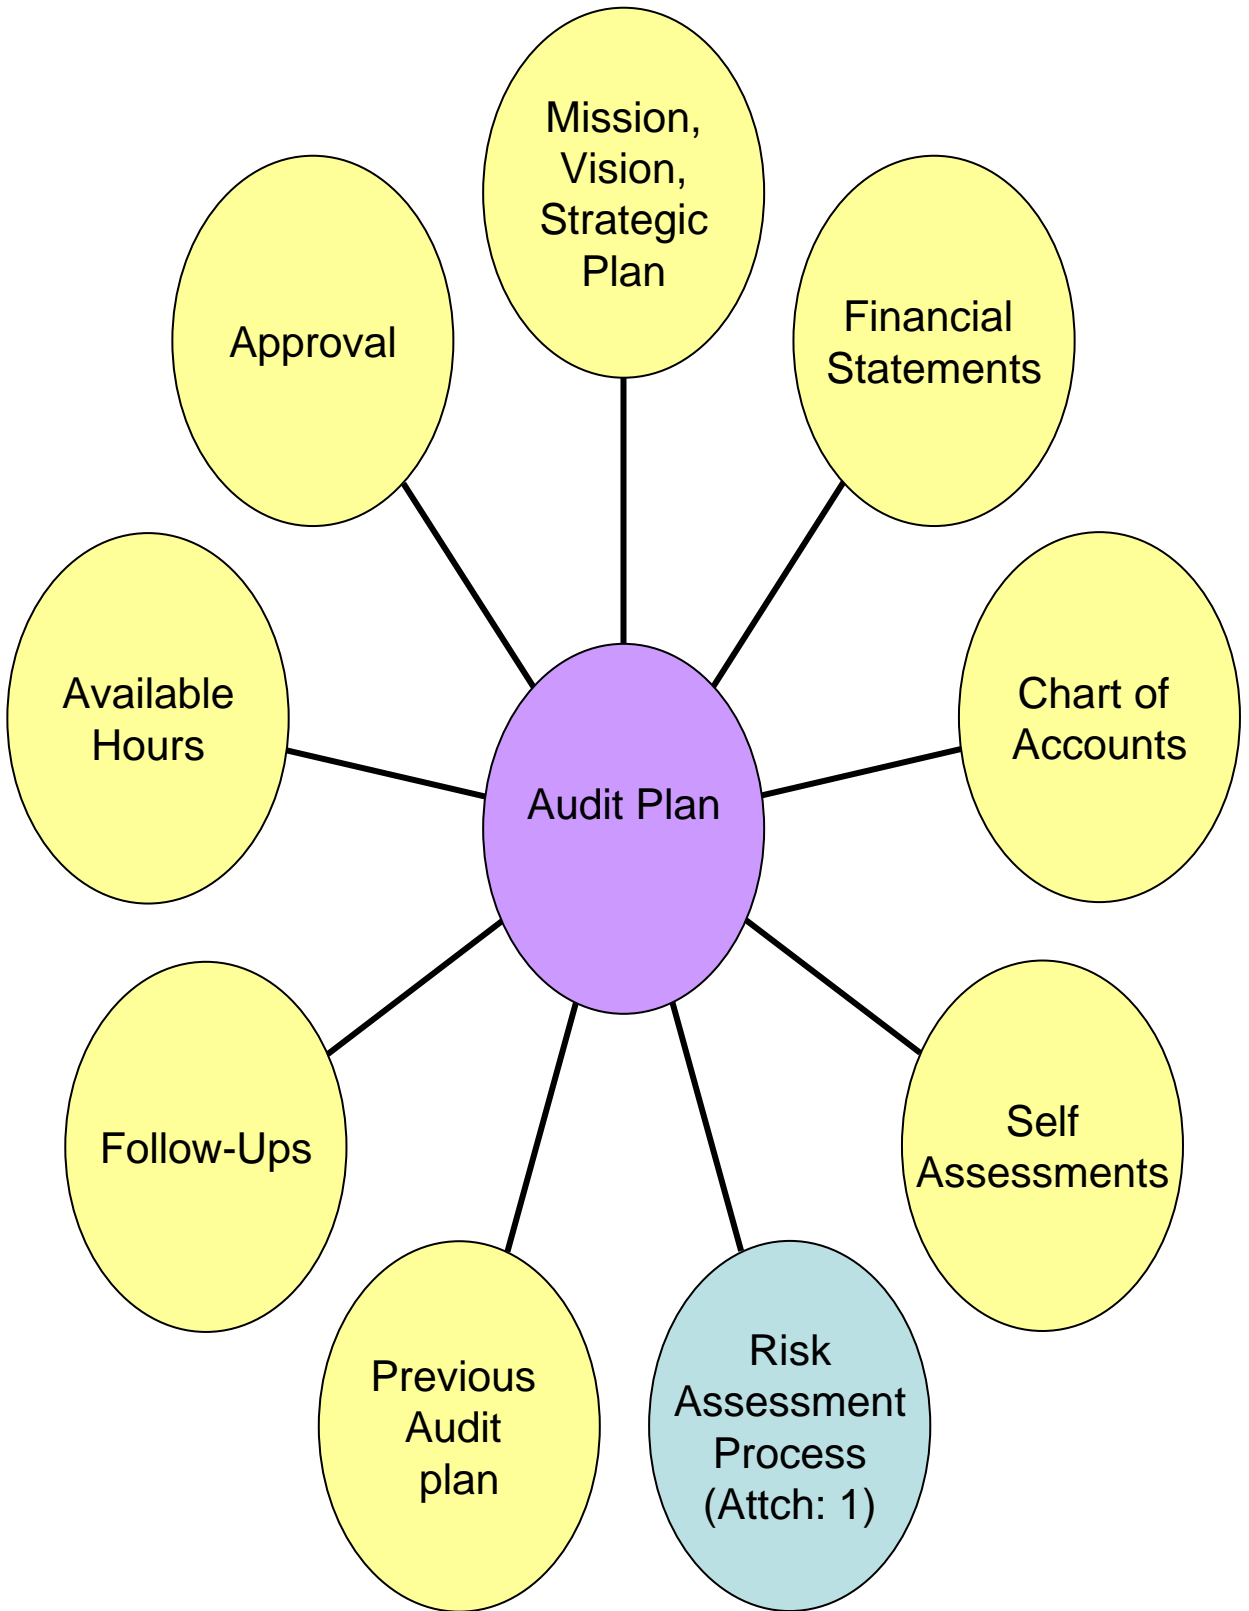 Mission,
Vision,
Strategic
Plan
Financial
Statements
Chart of
Accounts
Self
Assessments
Risk
Assessment
Process
(Attch: 1)
Previous
Audit
plan
Follow-Ups
Available
Hours
Approval
Audit Plan